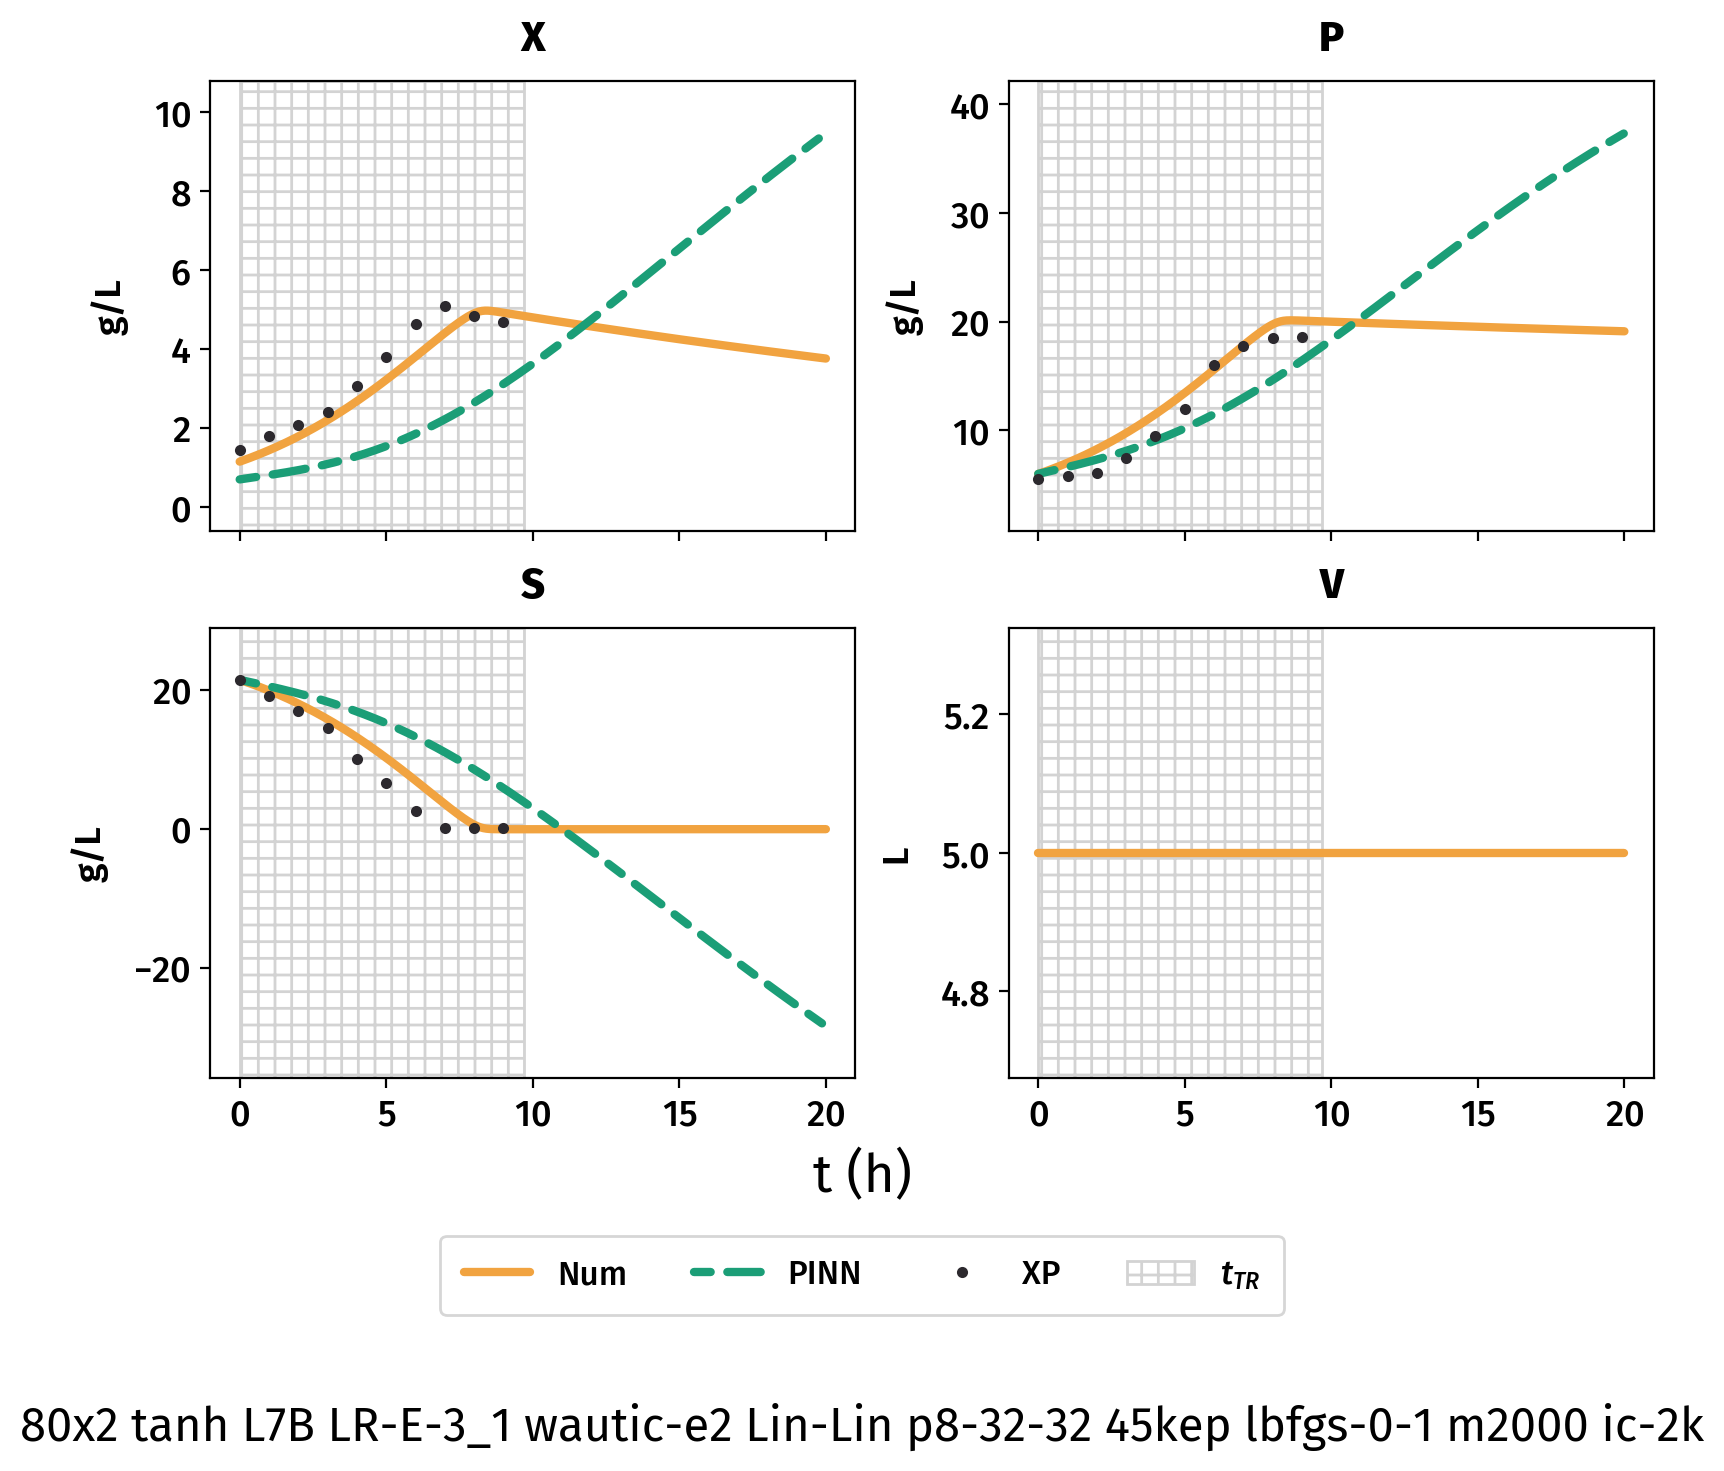 X
P
10
8
6
4
2
0
g/L
40
30
20
10
g/L
S
V
20
0
−20
g/L
5.2
5.0
4.8
L
0 5 10 15 20
0 5 10 15 20
t (h)
Num PINN XP tTR
80x2 tanh L7B LR-E-3_1 wautic-e2 Lin-Lin p8-32-32 45kep lbfgs-0-1 m2000 ic-2k